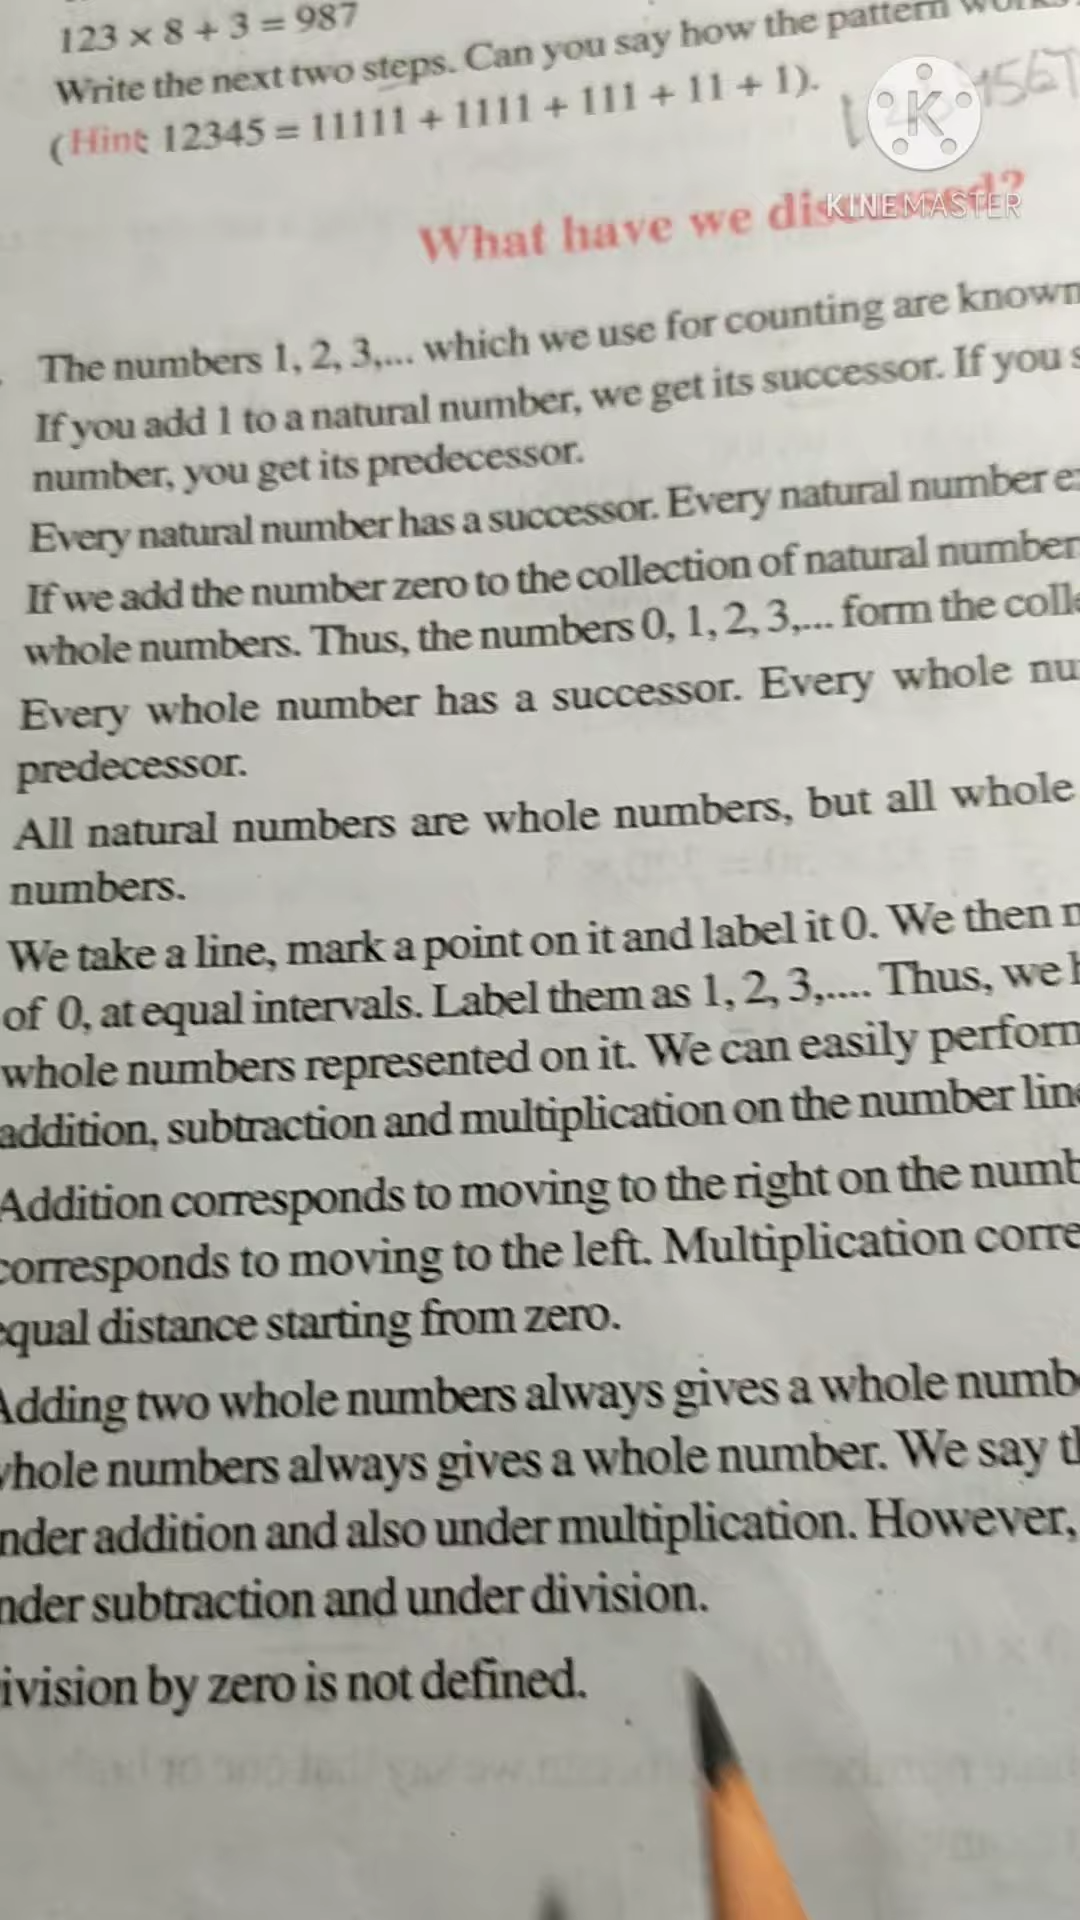 123 × 8 + 3 = 987
Write the next two steps. Can you say how the pattern
(Hint: 12345 = 11111 + 1111 + 111 + 11 + 1).
K
KINEMASTER
What have we discussed?
The numbers 1, 2, 3,... which we use for counting are known
If you add 1 to a natural number, we get its successor. If you s
number, you get its predecessor.
Every natural number has a successor. Every natural number e
If we add the number zero to the collection of natural number
whole numbers. Thus, the numbers 0, 1, 2, 3,... form the colle
Every whole number has a successor. Every whole nu
predecessor.
All natural numbers are whole numbers, but all whole
numbers.
We take a line, mark a point on it and label it 0. We then
of 0, at equal intervals. Label them as 1, 2, 3,.... Thus, we h
whole numbers represented on it. We can easily perform
addition, subtraction and multiplication on the number line
Addition corresponds to moving to the right on the numb
corresponds to moving to the left. Multiplication corre
equal distance starting from zero.
Adding two whole numbers always gives a whole numbe
whole numbers always gives a whole number. We say th
nder addition and also under multiplication. However,
nder subtraction and under division.
ivision by zero is not defined.